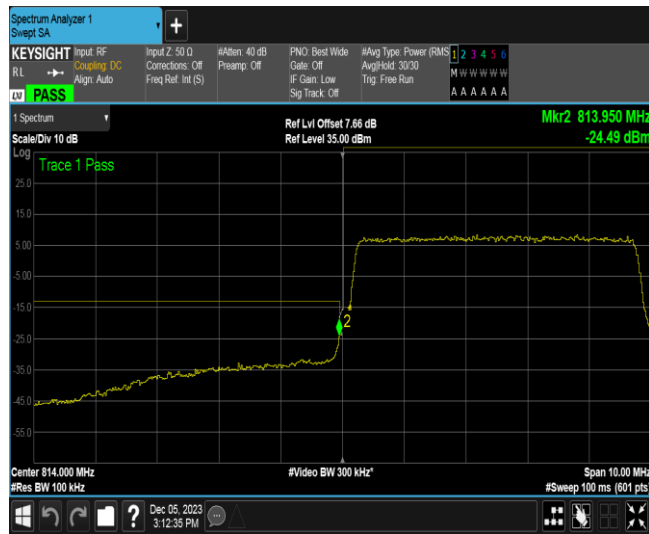 Spectrum Analyzer 1
Swept SA
KEYSIGHT
RL
LXI PASS
Input: RF
Coupling: DC
Align: Auto
Input Z: 50 Ω
Corrections: Off
Freq Ref: Int (S)
#Atten: 40 dB
Preamp: Off
PNO: Best Wide
Gate: Off
IF Gain: Low
Sig Track: Off
#Avg Type: Power (RMS
Avg|Hold: 30/30
Trig: Free Run
1 2 3 4 5 6
M W W W W W
A A A A A A
1 Spectrum
Scale/Div 10 dB
Ref Lvl Offset 7.66 dB
Ref Level 35.00 dBm
Mkr2 813.950 MHz
-24.49 dBm
Log
Trace 1 Pass
25.0
15.0
5.00
-5.00
-15.0
2
-25.0
-35.0
-45.0
-55.0
Center 814.000 MHz
#Res BW 100 kHz
#Video BW 300 kHz*
Span 10.00 MHz
#Sweep 100 ms (601 pts)
?
Dec 05, 2023
3:12:35 PM